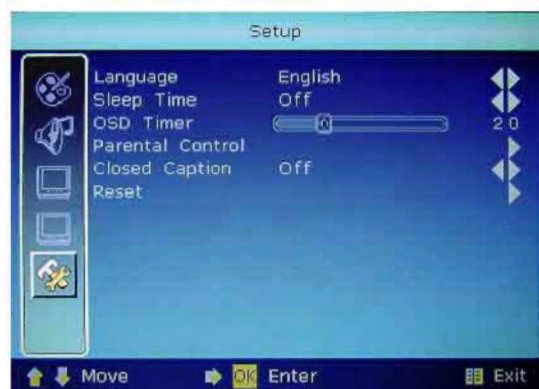 Setup
Language English
Sleep Time Off
OSD Timer 20
Parental Control
Closed Caption Off
Reset
Move OK Enter Exit